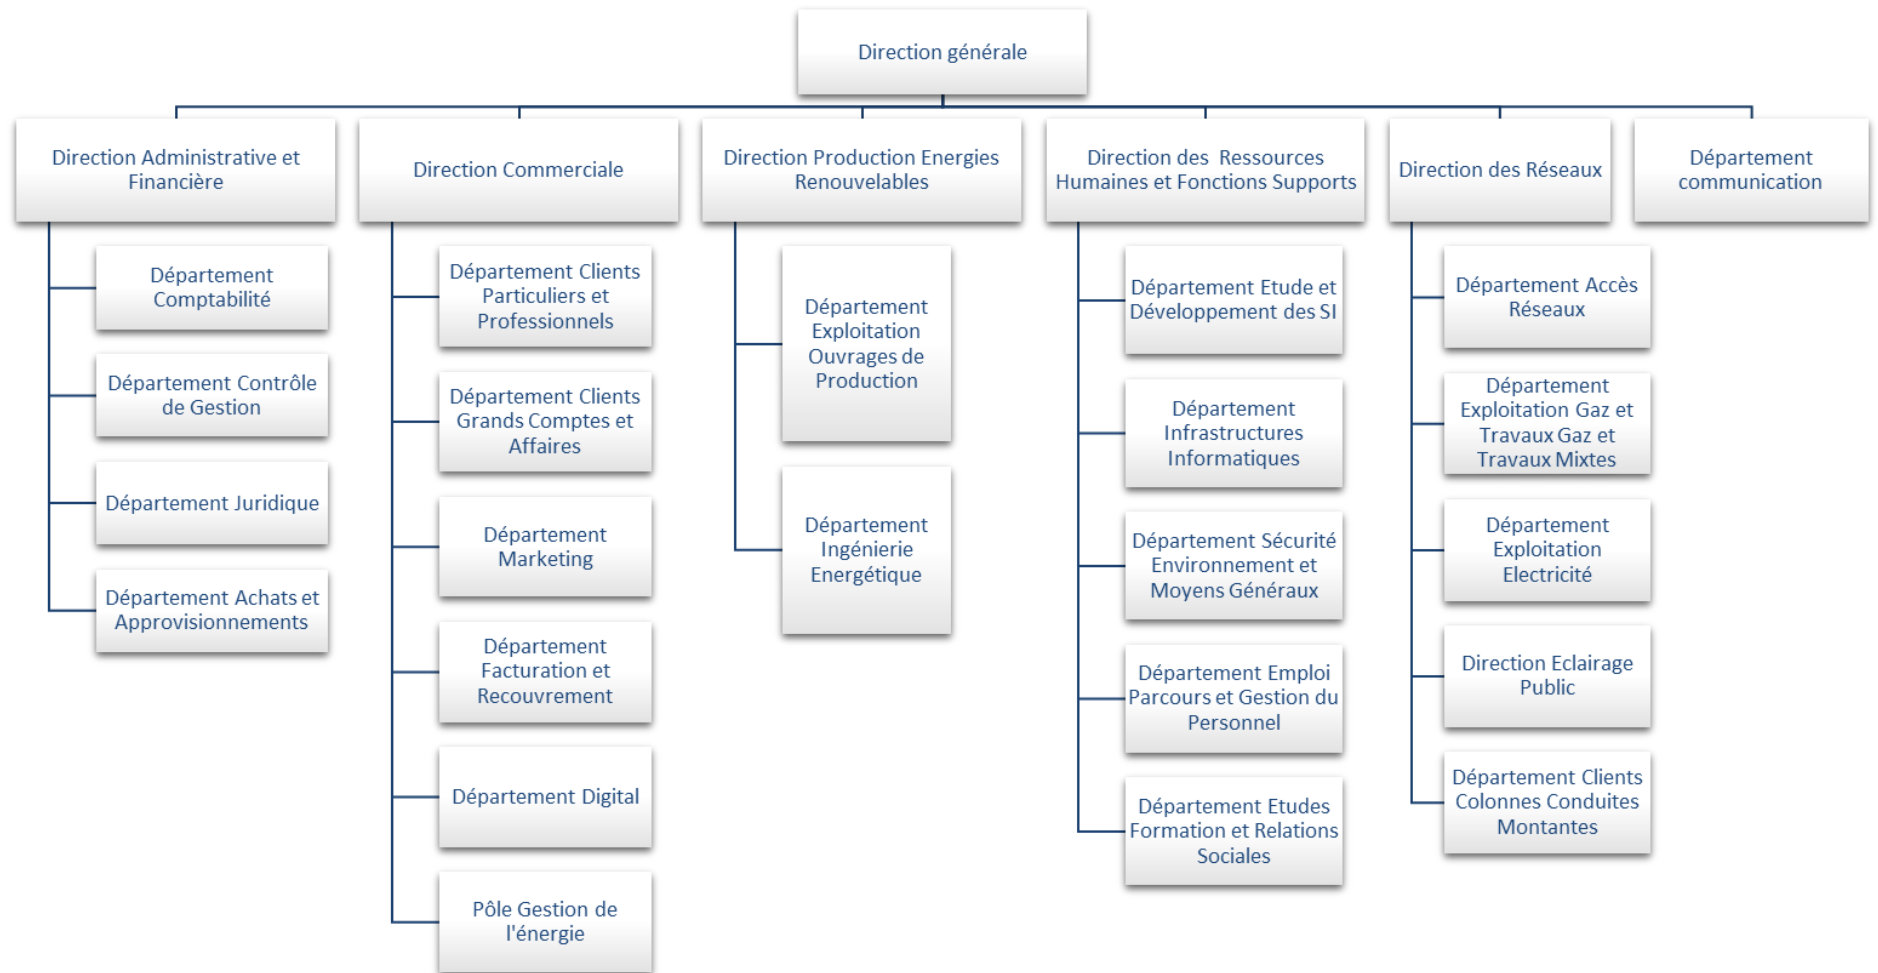 Direction générale
Direction Administrative et
Financière
Direction Commerciale
Direction Production Energies
Renouvelables
Direction des  Ressources
Humaines et Fonctions Supports
Direction des Réseaux
Département
communication
Département
Comptabilité
Département Contrôle
de Gestion
Département Juridique
Département Achats et
Approvisionnements
Département Clients
Particuliers et
Professionnels
Département Clients
Grands Comptes et
Affaires
Département
Marketing
Département
Facturation et
Recouvrement
Département Digital
Pôle Gestion de
l'énergie
Département
Exploitation
Ouvrages de
Production
Département
Ingénierie
Energétique
Département Etude et
Développement des SI
Département
Infrastructures
Informatiques
Département Sécurité
Environnement et
Moyens Généraux
Département Emploi
Parcours et Gestion du
Personnel
Département Etudes
Formation et Relations
Sociales
Département Accès
Réseaux
Département
Exploitation Gaz et
Travaux Gaz et
Travaux Mixtes
Département
Exploitation
Electricité
Direction Eclairage
Public
Département Clients
Colonnes Conduites
Montantes